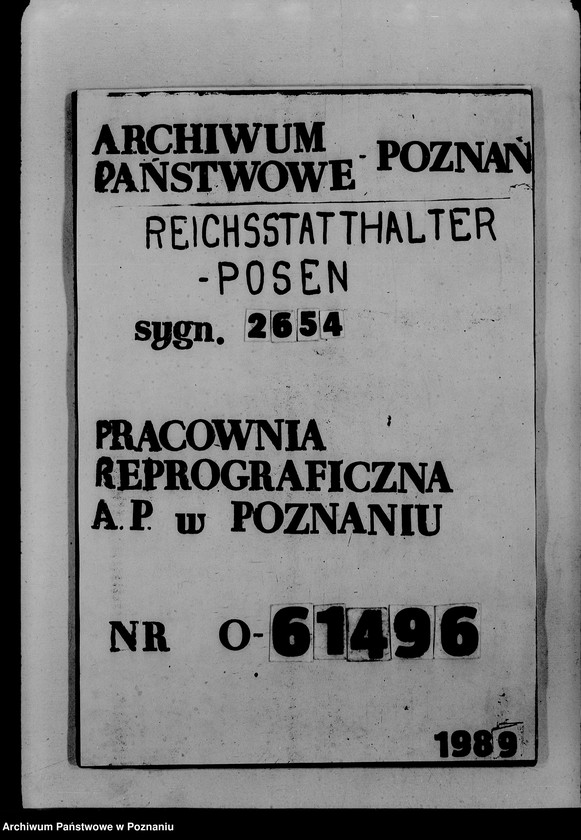 ARCHIWUM
PAŃSTWOWE - POZNAŃ
REICHSSTATTHALTER
-POSEN
sygn. 2654
PRACOWNIA
REPROGRAFICZNA
A.P. w POZNANIU
NR O-61496
1989
Archiwum Państwowe w Poznaniu